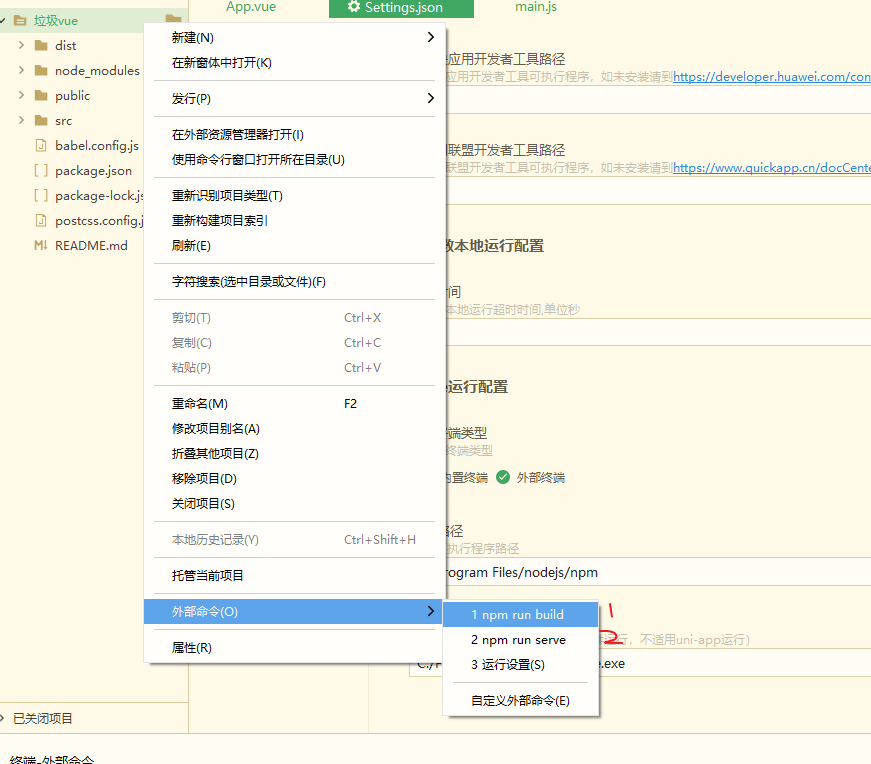 App.vue
Settings.json
main.js
垃圾vue
dist
node_modules
public
src
babel.config.js
package.json
package-lock.js
postcss.config.j
README.md
已关闭项目
终端-外部命令
新建(N)
在新窗体中打开(K)
发行(P)
在外部资源管理器打开(I)
使用命令行窗口打开所在目录(U)
重新识别项目类型(T)
重新构建项目索引
刷新(E)
字符搜索(选中目录或文件)(F)
剪切(T) Ctrl+X
复制(C) Ctrl+C
粘贴(P) Ctrl+V
重命名(M) F2
修改项目别名(A)
折叠其他项目(Z)
移除项目(D)
关闭项目(S)
本地历史记录(Y) Ctrl+Shift+H
托管当前项目
外部命令(O)
属性(R)
1 npm run build
2 npm run serve
3 运行设置(S)
自定义外部命令(E)
1
2
应用开发者工具路径
应用开发者工具可执行程序，如未安装请到https://developer.huawei.com/con
联盟开发者工具路径
联盟开发者工具可执行程序，如未安装请到https://www.quickapp.cn/docCente
本地运行配置
间
本地运行超时时间,单位秒
运行配置
端类型
终端类型
内置终端 外部终端
路径
执行程序路径
rogram Files/nodejs/npm
运行，不适用uni-app运行)
C:/P
e.exe